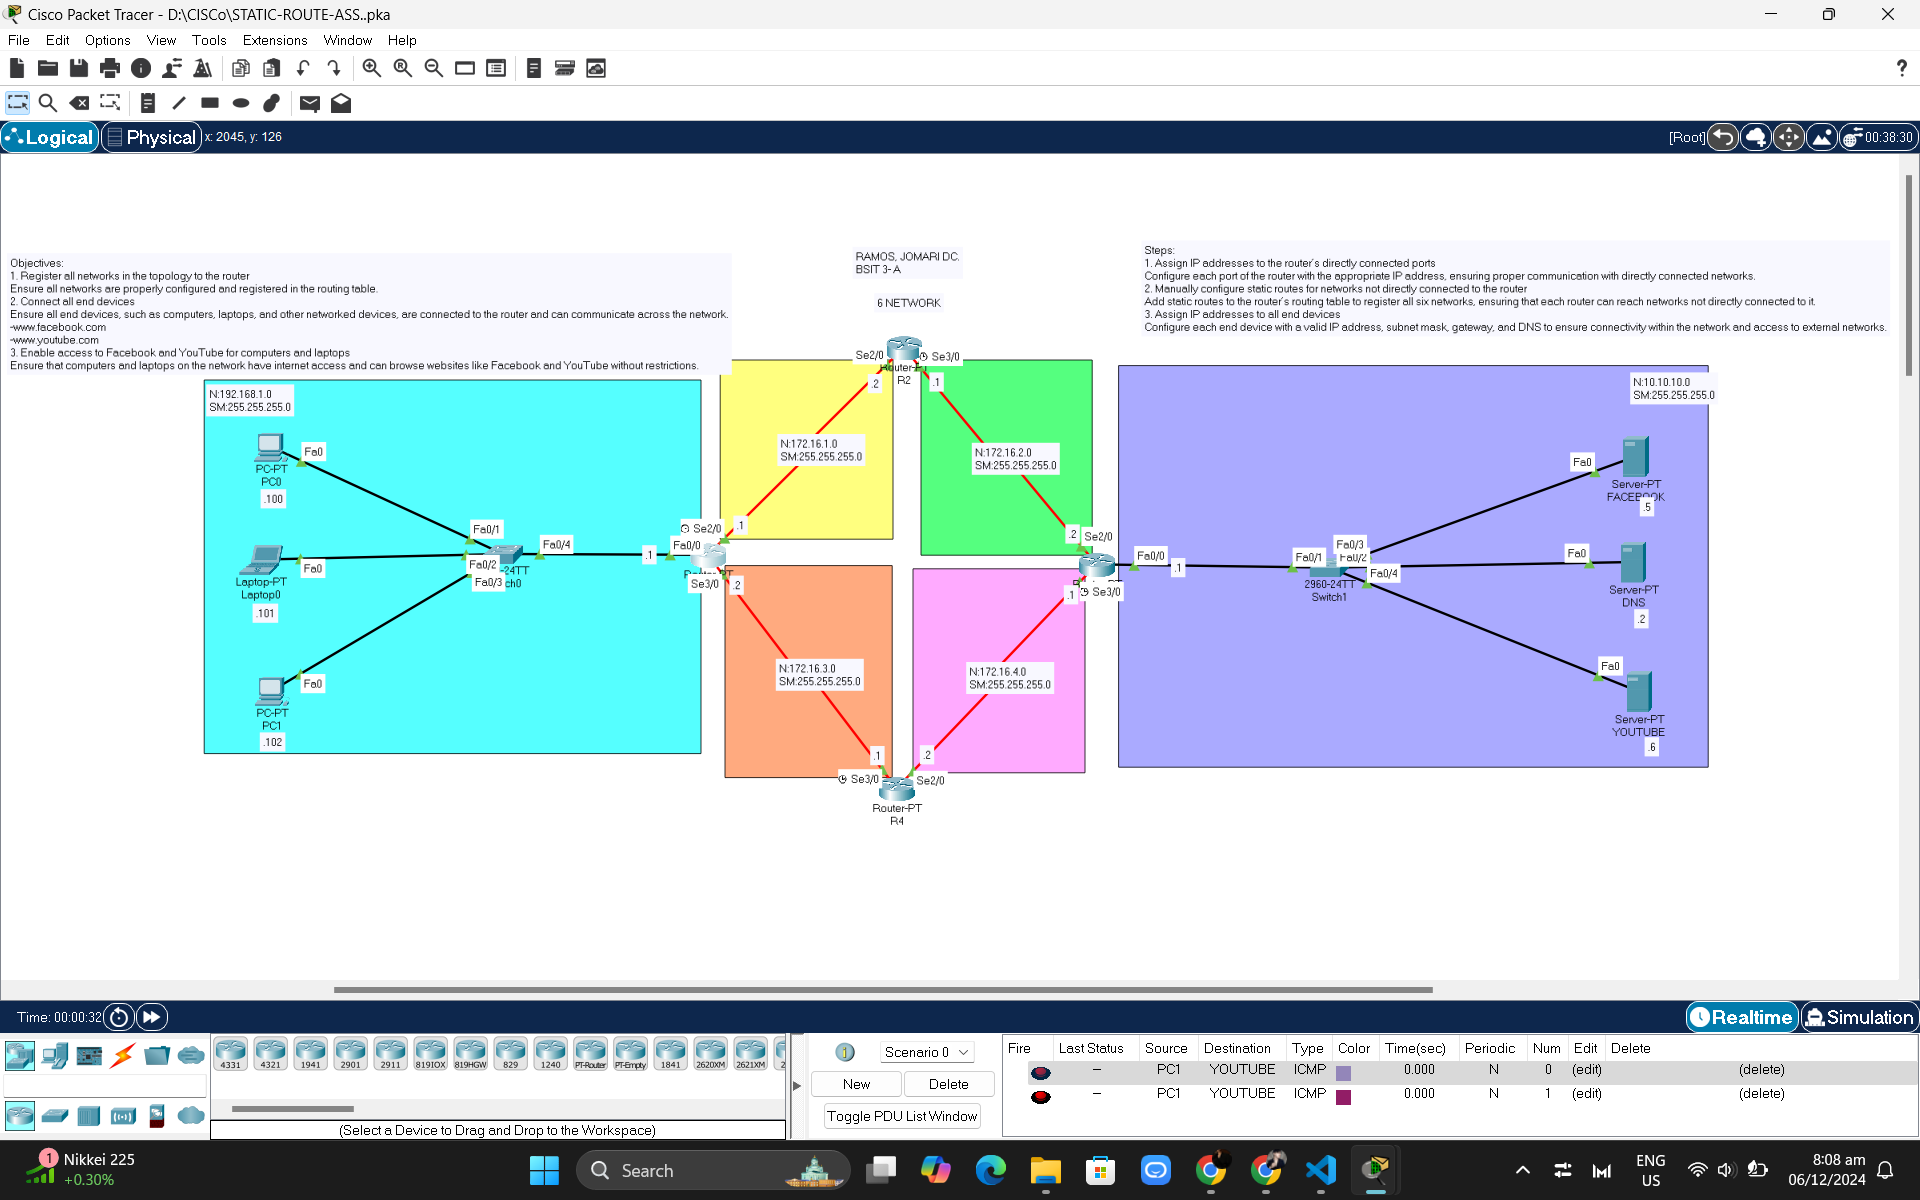 Cisco Packet Tracer - D:\CISCo\STATIC-ROUTE-ASS..pka
File Edit Options View Tools Extensions Window Help
?
Logical Physical x: 2045, y: 126
[Root] 00:38:30
Objectives:
1. Register all networks in the topology to the router
Ensure all networks are properly configured and registered in the routing table.
2. Connect all end devices
Ensure all end devices, such as computers, laptops, and other networked devices, are connected to the router and can communicate across the network.
-www.facebook.com
-www.youtube.com
3. Enable access to Facebook and YouTube for computers and laptops
Ensure that computers and laptops on the network have internet access and can browse websites like Facebook and YouTube without restrictions.
RAMOS, JOMARI DC.
BSIT 3-A
6 NETWORK
Steps:
1. Assign IP addresses to the router's directly connected ports
Configure each port of the router with the appropriate IP address, ensuring proper communication with directly connected networks.
2. Manually configure static routes for networks not directly connected to the router
Add static routes to the router's routing table to register all six networks, ensuring that each router can reach networks not directly connected to it.
3. Assign IP addresses to all end devices
Configure each end device with a valid IP address, subnet mask, gateway, and DNS to ensure connectivity within the network and access to external networks.
N:192.168.1.0
SM:255.255.255.0
Fa0
PC-PT
PC0
.100
Fa0
Laptop-PT
Laptop0
.101
Fa0
PC-PT
PC1
.102
Fa0/1
Fa0/2
Fa0/3
Fa0/4
-24TT
ch0
.1
Fa0/0
Se2/0
Se3/0
.1
.2
N:172.16.1.0
SM:255.255.255.0
Se2/0
Se3/0
Router-PT
R2
.2
.1
N:172.16.2.0
SM:255.255.255.0
.2
Se2/0
N:172.16.3.0
SM:255.255.255.0
.1
Se3/0
Router-PT
R4
N:172.16.4.0
SM:255.255.255.0
.2
Se2/0
.1
Se3/0
Fa0/0
.1
Fa0/1
Fa0/3
Fa0/2
Fa0/4
2960-24TT
Switch1
N:10.10.10.0
SM:255.255.255.0
Fa0
Server-PT
FACEBOOK
.5
Fa0
Server-PT
DNS
.2
Fa0
Server-PT
YOUTUBE
.6
Time: 00:00:32
Realtime Simulation
4331 4321 1941 2901 2911 819IOX 819HGW 829 1240 PT-Router PT-Empty 1841 2620XM 2621XM 2
(Select a Device to Drag and Drop to the Workspace)
1
Scenario 0
New Delete
Toggle PDU List Window
Fire Last Status Source Destination Type Color Time(sec) Periodic Num Edit Delete
-- PC1 YOUTUBE ICMP 0.000 N 0 (edit) (delete)
-- PC1 YOUTUBE ICMP 0.000 N 1 (edit) (delete)
1
Nikkei 225
+0.30%
Search
ENG
US
8:08 am
06/12/2024